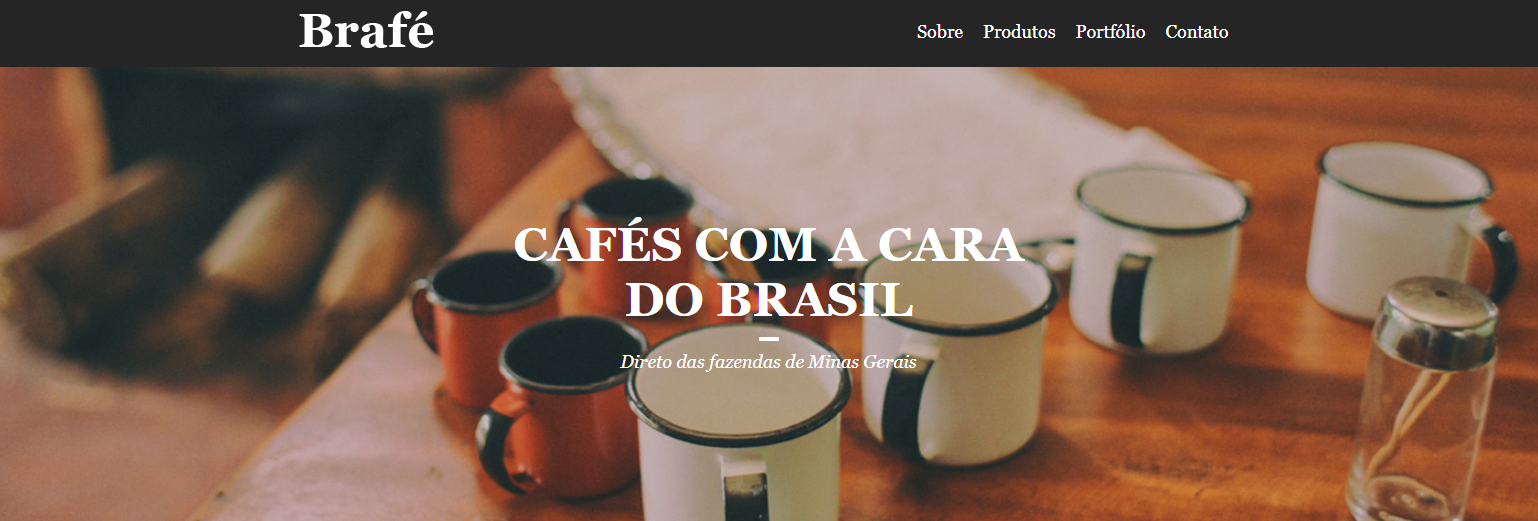 Brafé
Sobre Produtos Portfólio Contato
CAFÉS COM A CARA
DO BRASIL
Direto das fazendas de Minas Gerais